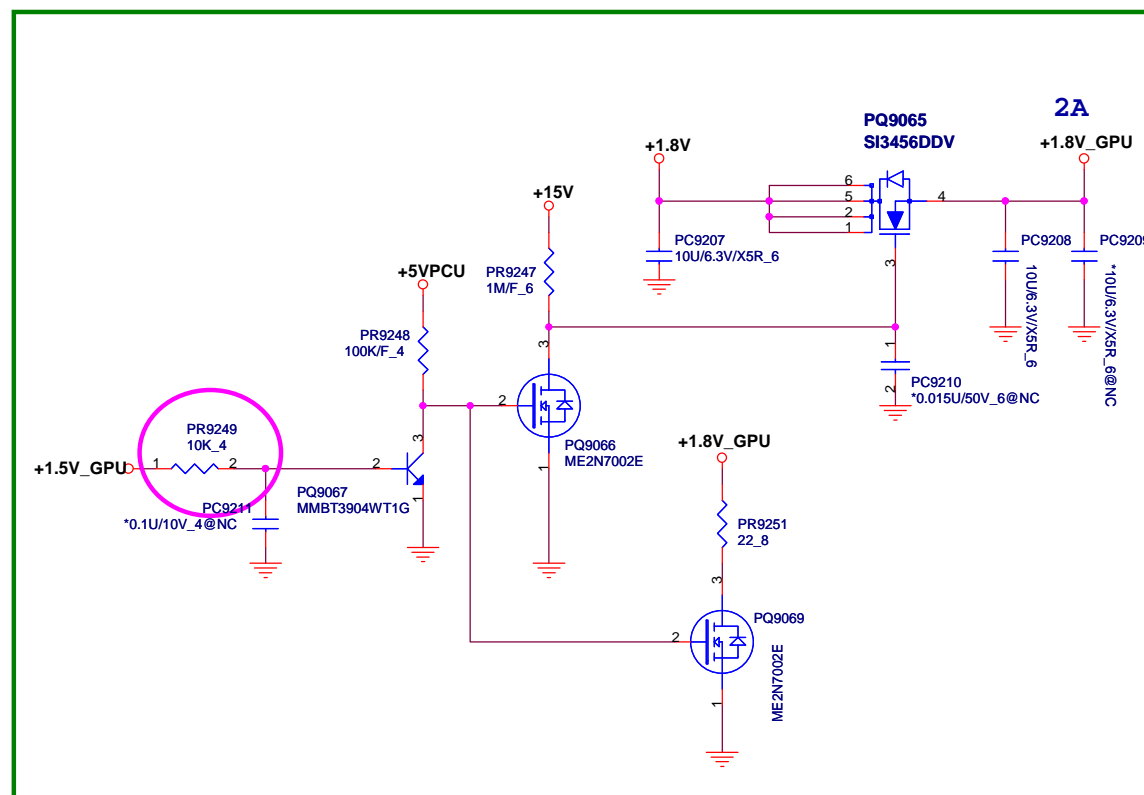 2A
PQ9065
SI3456DDV
+1.8V
+1.8V_GPU
+15V
6
5
2
1
4
3
PC9207
10U/6.3V/X5R_6
PC9208
10U/6.3V/X5R_6
PC9209
*10U/6.3V/X5R_6@NC
+5VPCU
PR9247
1M/F_6
PR9248
100K/F_4
3
2
1
PQ9066
ME2N7002E
1
2
PC9210
*0.015U/50V_6@NC
PR9249
10K_4
+1.5V_GPU
1
2
2
3
1
PQ9067
MMBT3904WT1G
PC9211
*0.1U/10V_4@NC
+1.8V_GPU
PR9251
22_8
3
2
1
PQ9069
ME2N7002E